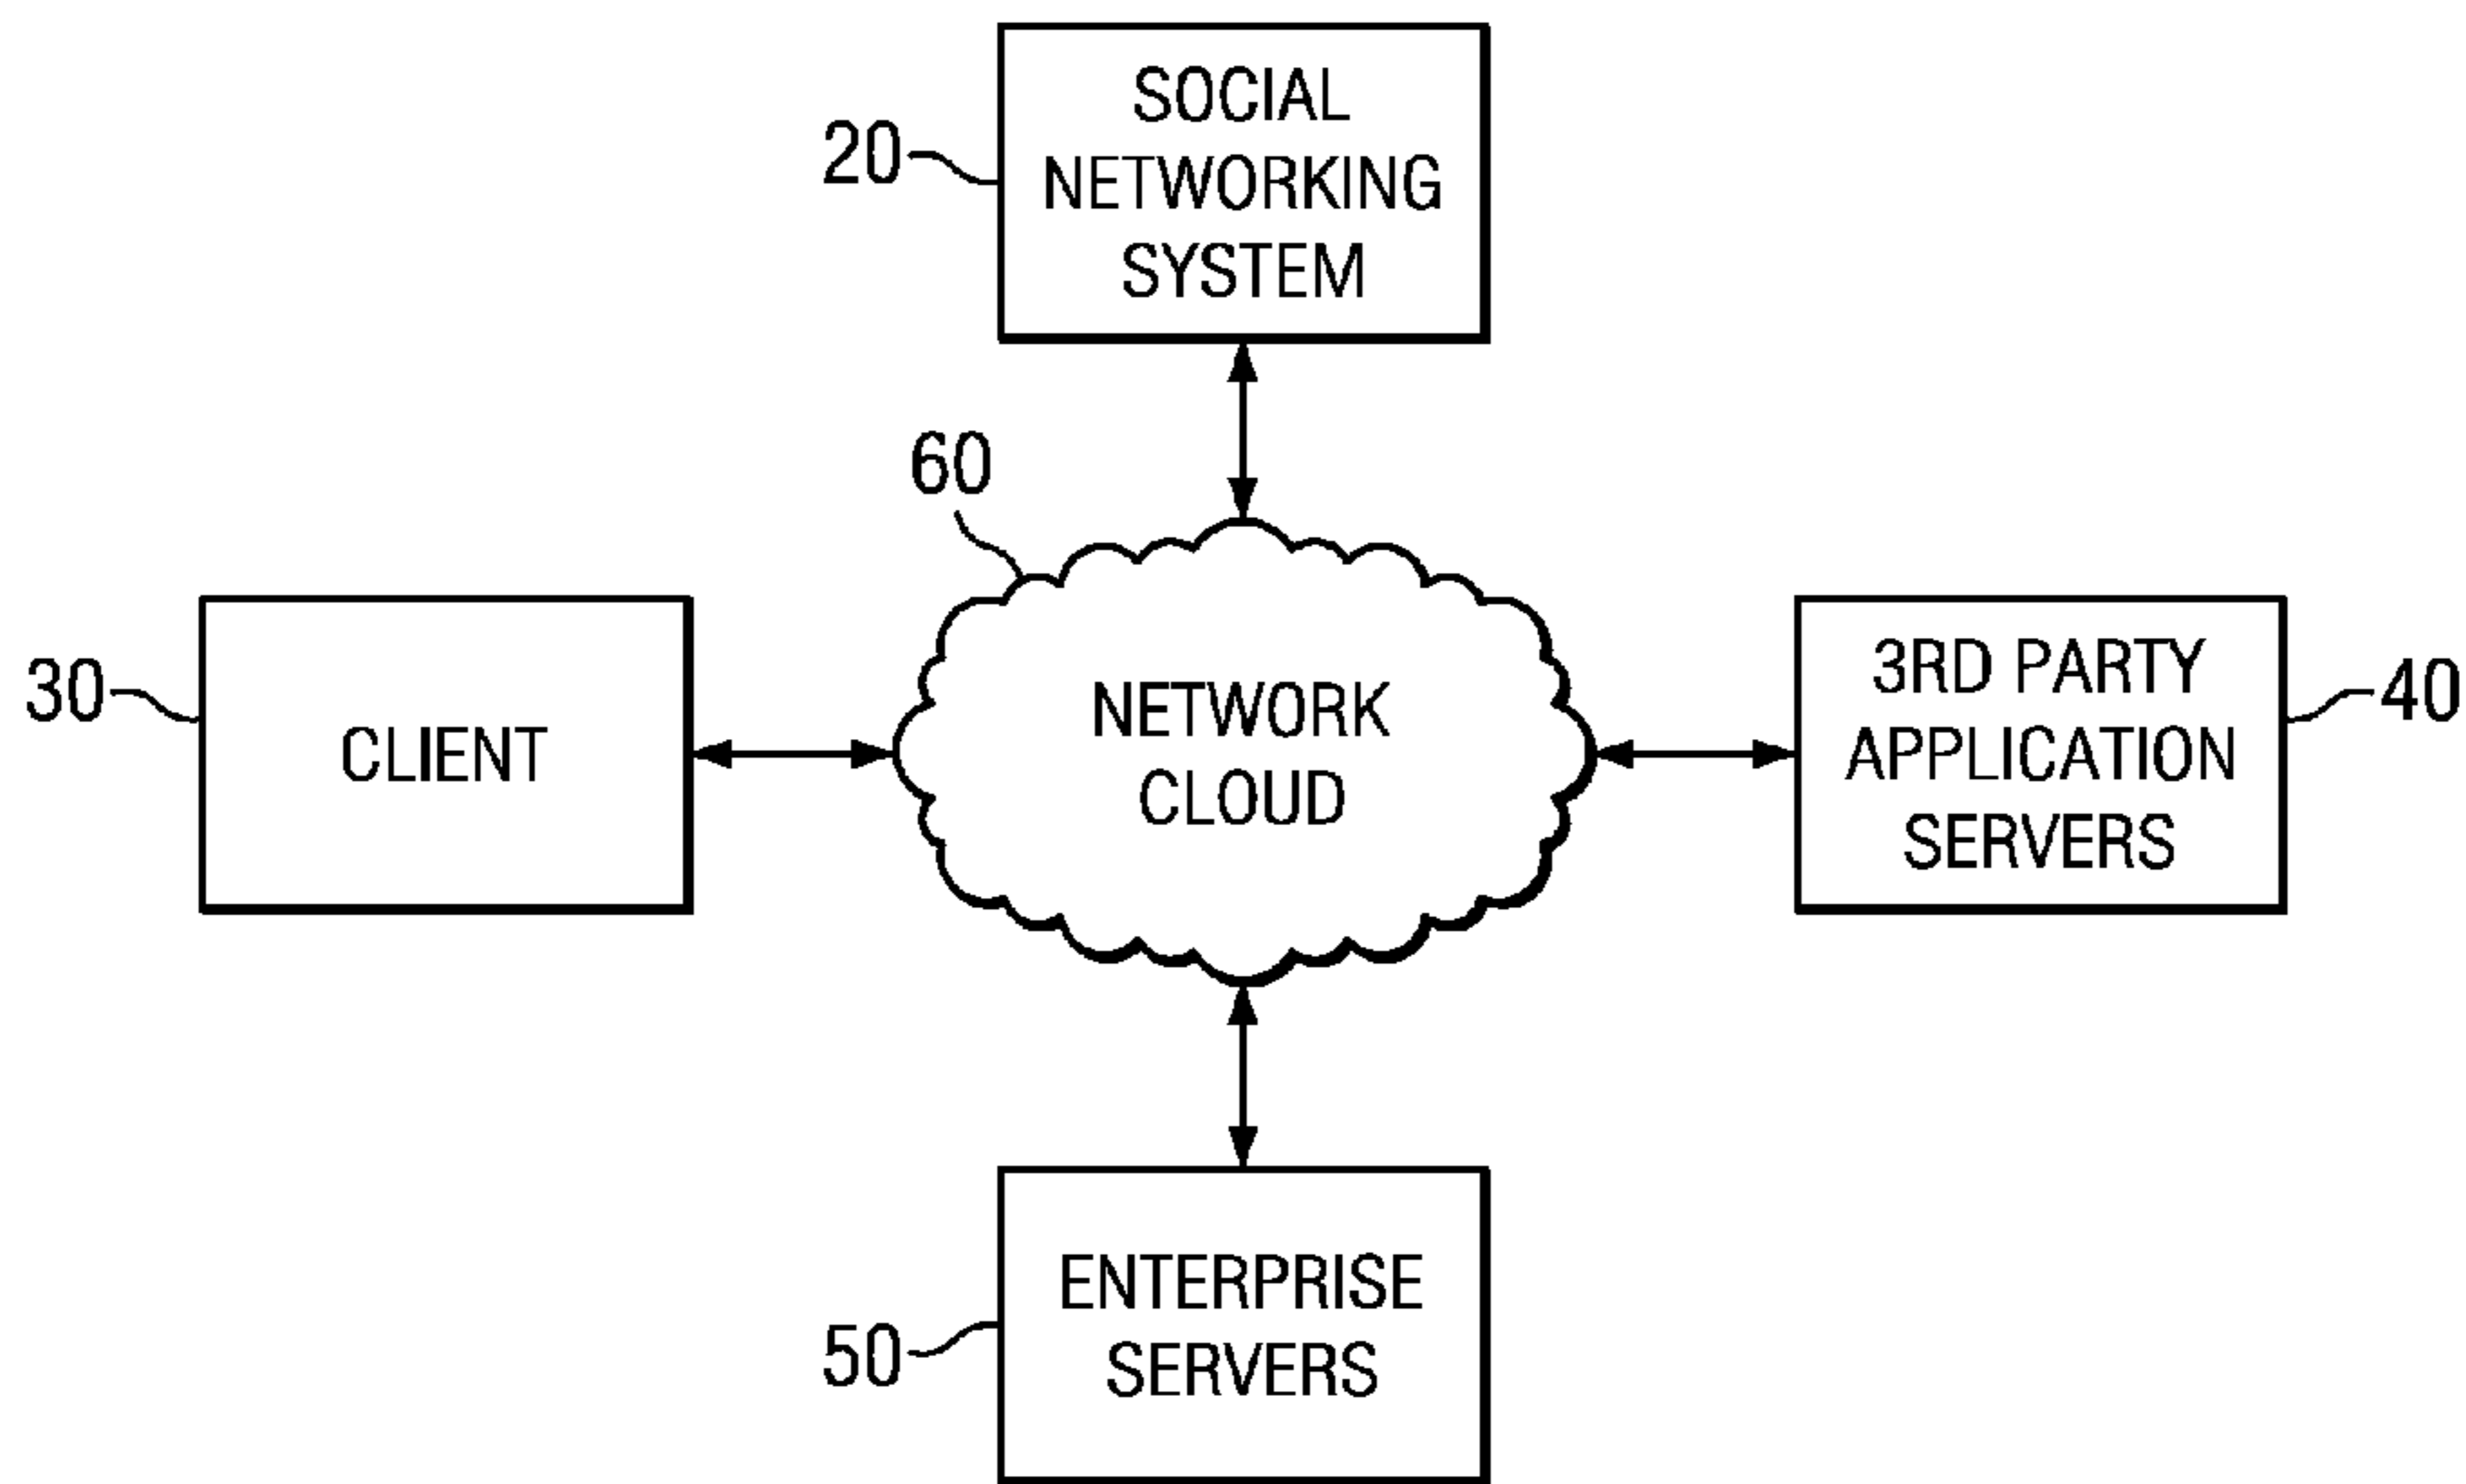 SOCIAL
NETWORKING
SYSTEM
20
60
30
CLIENT
NETWORK
CLOUD
3RD PARTY
APPLICATION
SERVERS
40
ENTERPRISE
SERVERS
50